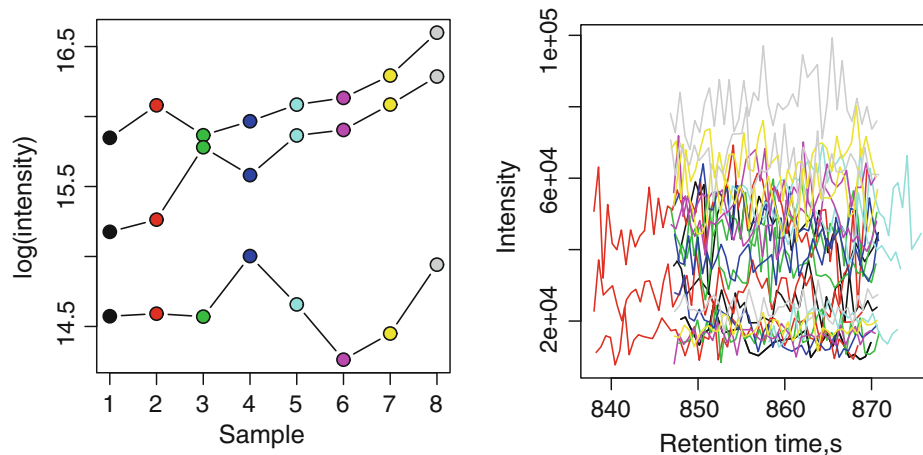 16.5
15.5
14.5
log(intensity)
1 2 3 4 5 6 7 8
Sample
1e+05
6e+04
2e+04
Intensity
840 850 860 870
Retention time,s